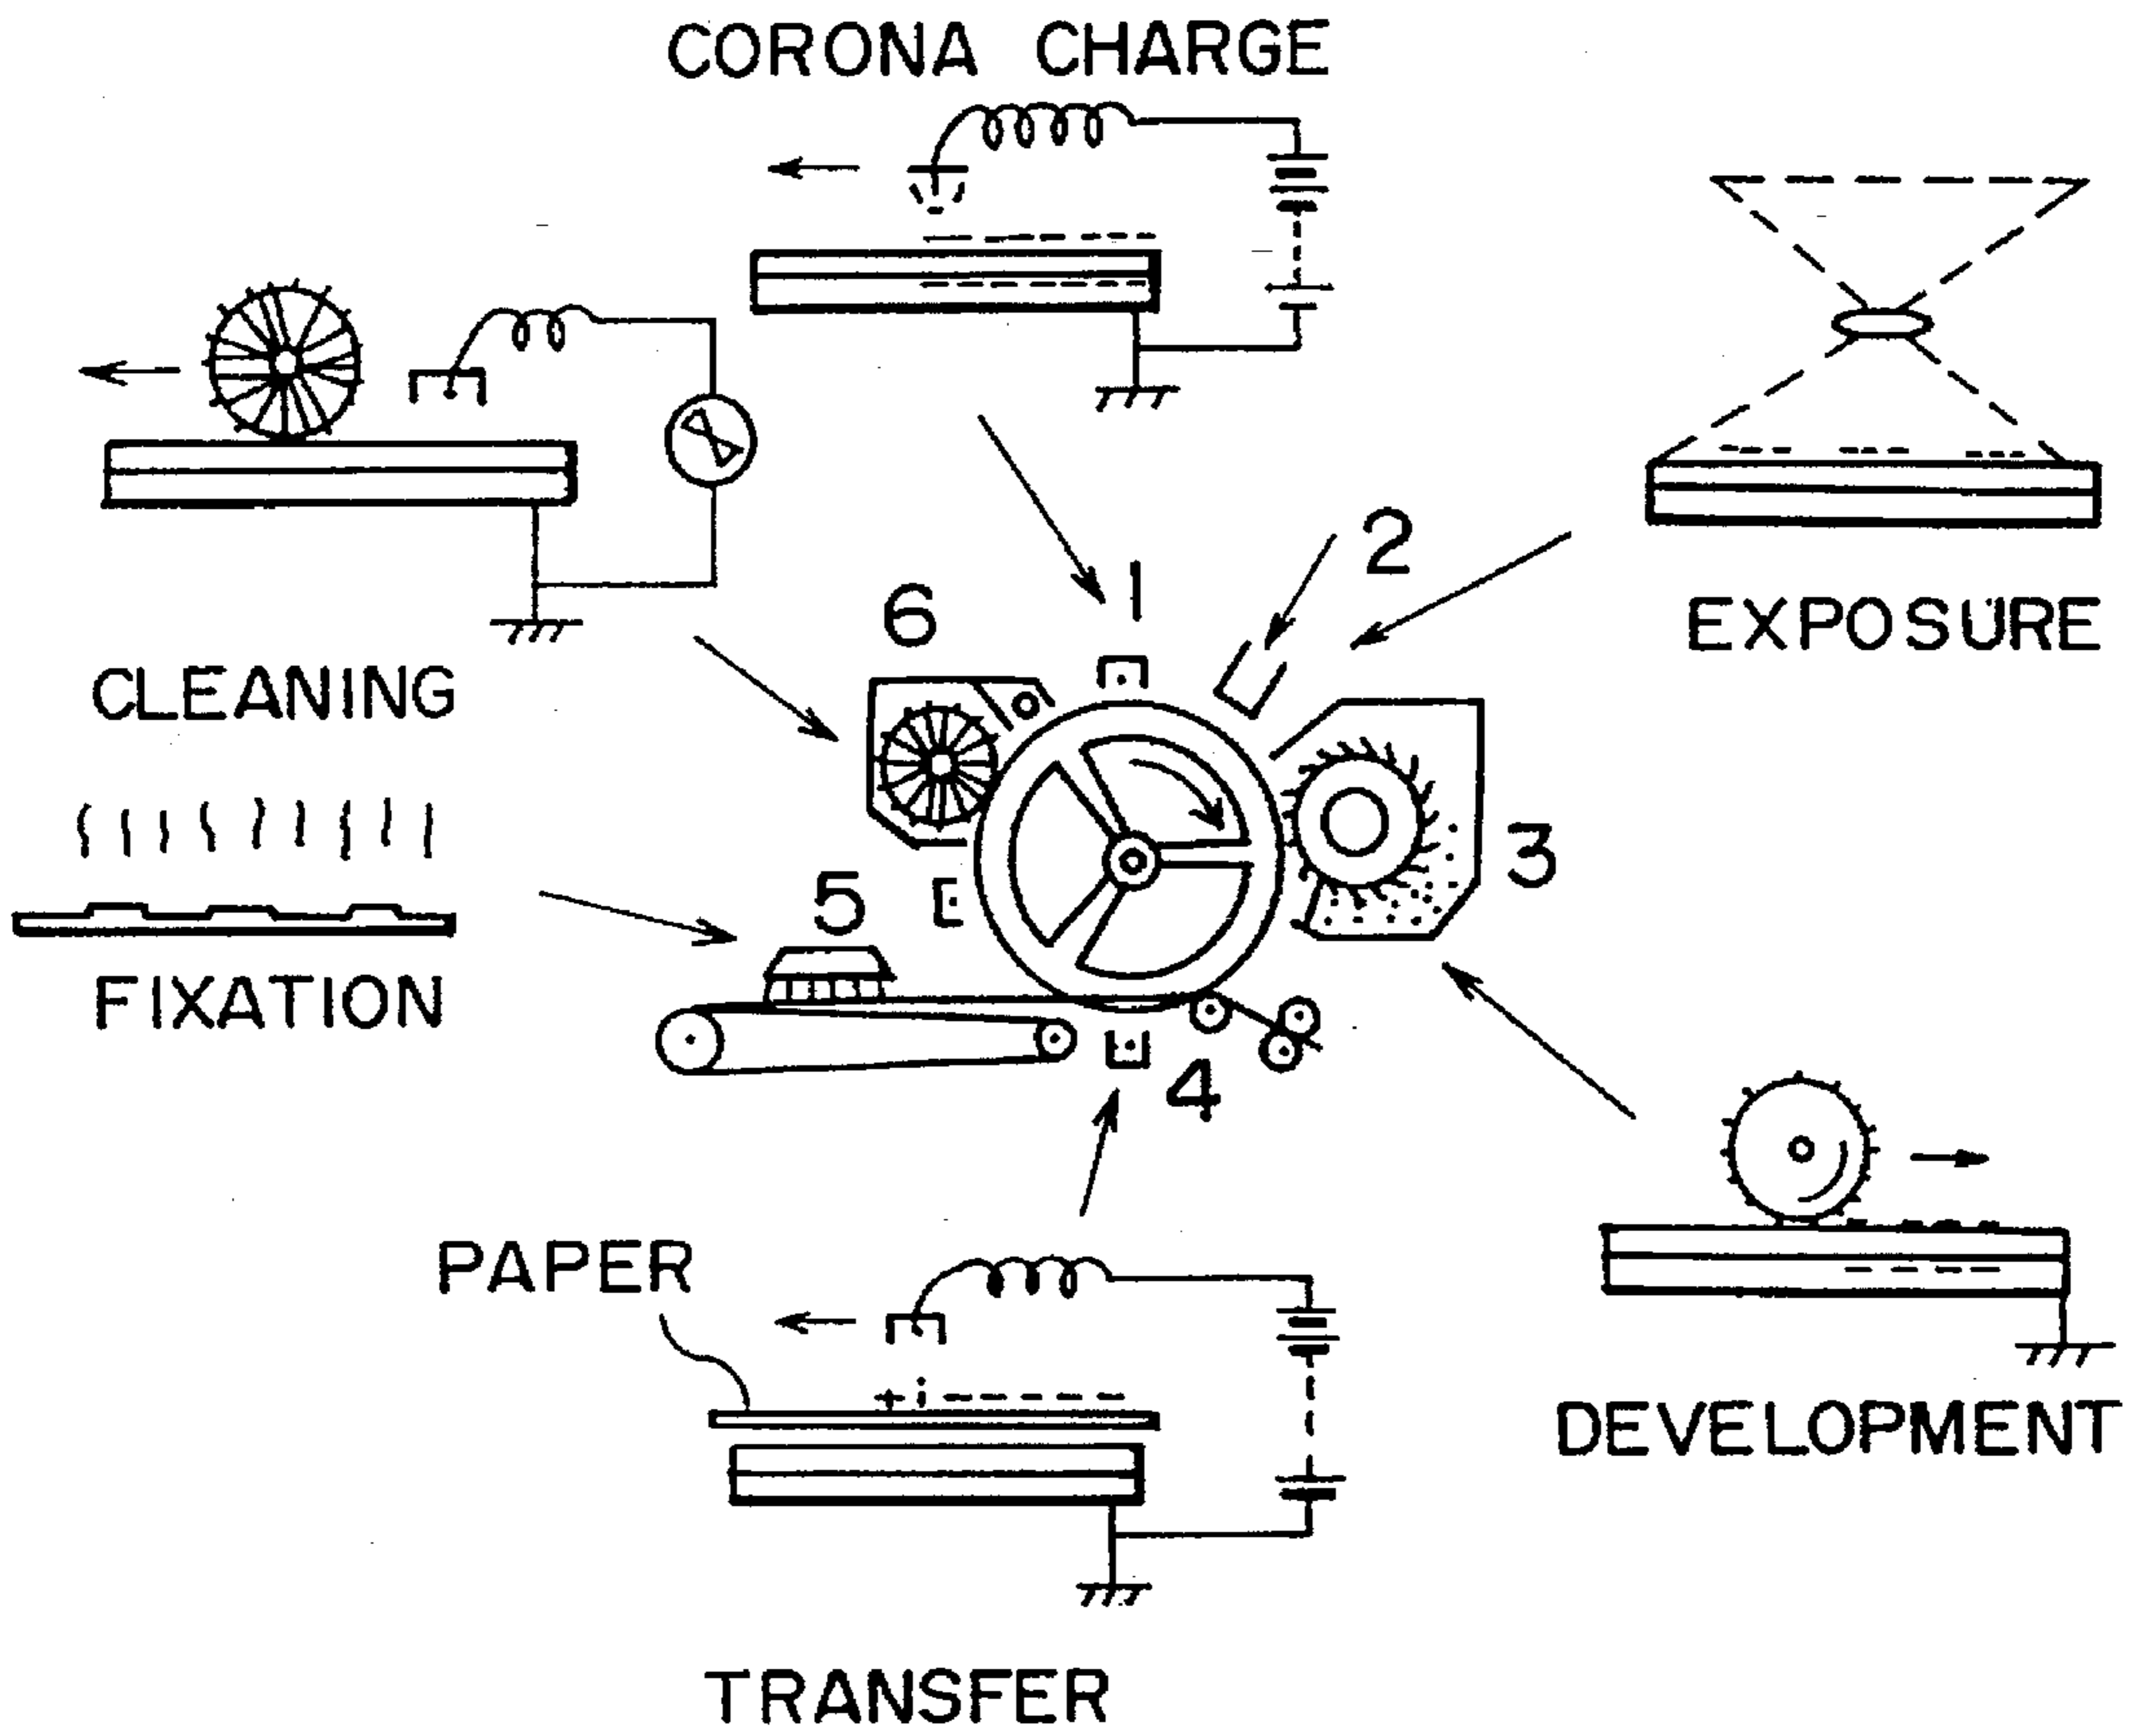 CORONA CHARGE
1
2
EXPOSURE
6
CLEANING
3
5
FIXATION
4
PAPER
DEVELOPMENT
TRANSFER